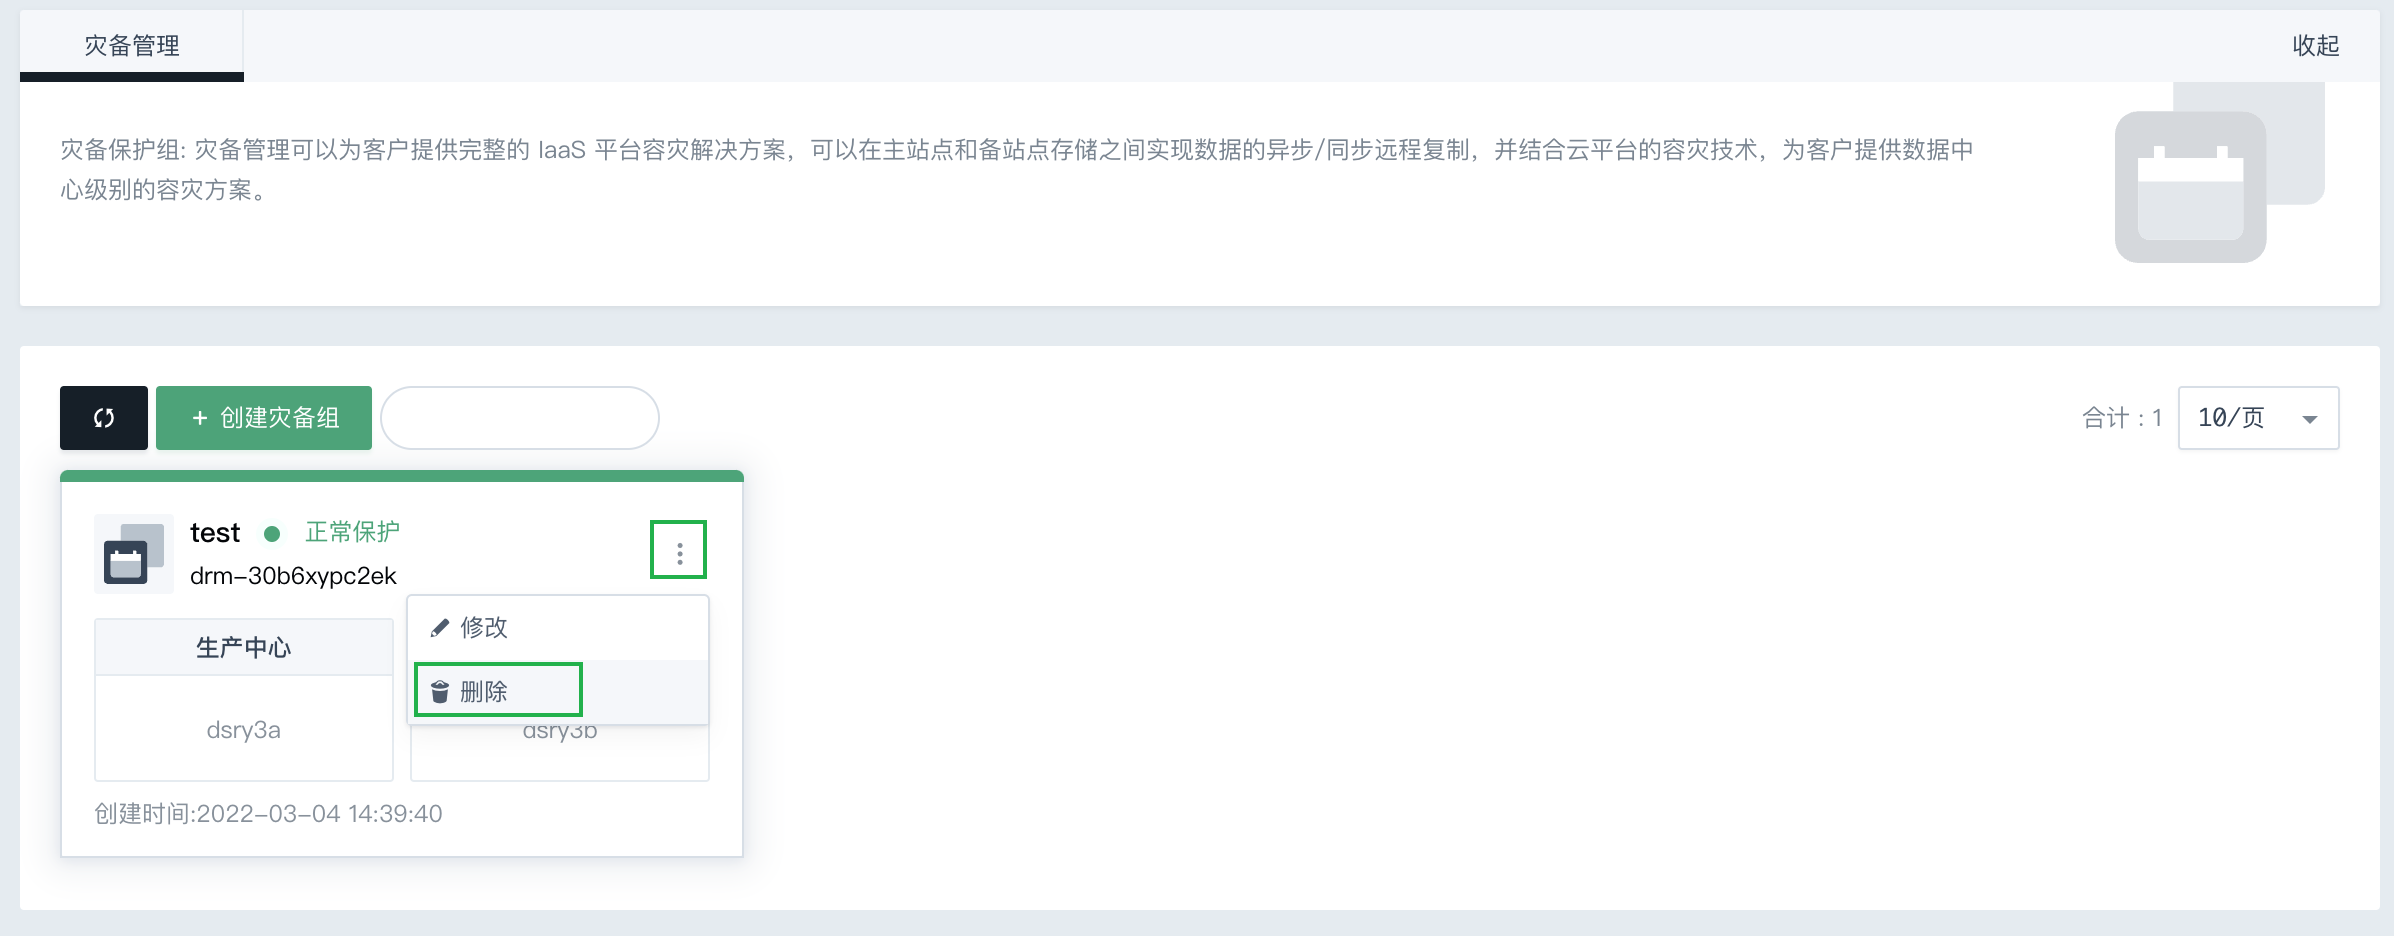 灾备管理
收起
灾备保护组: 灾备管理可以为客户提供完整的 IaaS 平台容灾解决方案，可以在主站点和备站点存储之间实现数据的异步/同步远程复制，并结合云平台的容灾技术，为客户提供数据中
心级别的容灾方案。
+ 创建灾备组
合计 : 1
10/页
test
正常保护
drm-30b6xypc2ek
修改
删除
生产中心
dsry3a
dsry3b
创建时间:2022-03-04 14:39:40